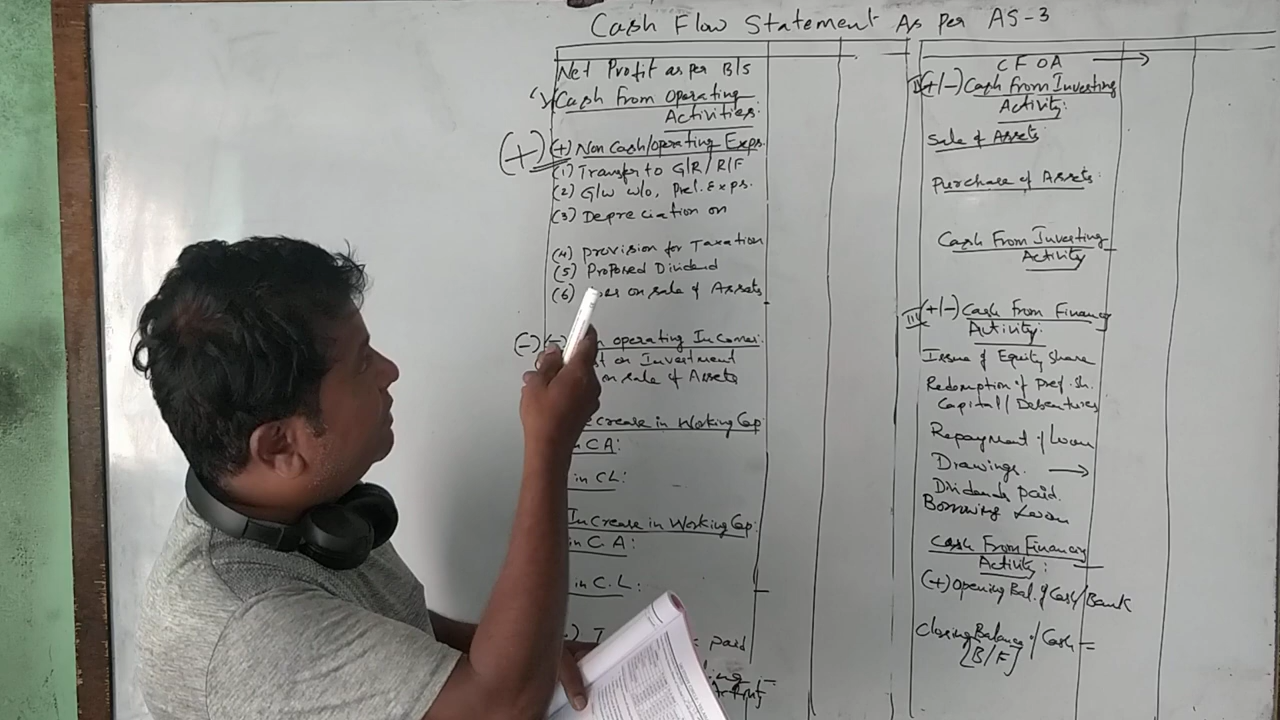 Cash Flow Statement As Per AS-3
Net Profit as per B/S
Cash From Operating
Activities:
(+) (+) Non Cash/operating Exps.
(1) Transfer to G/R / R/F
(2) G/w w/o, Prel. Exps.
(3) Depreciation on
(4) Provision for Taxation
(5) Proposed Dividend
(6) on sale of Assets
(-) (-) operating Incomes:
on Investment
on sale of Assets
crease in Working Cap
in CA:
in CL:
Increase in Working Cap:
in C.A:
in C.L:
paid
C F O A →
II (+/-) Cash From Investing
Activity:
Sale of Assets:
Purchase of Assets:
Cash From Investing
Activity
III (+/-) Cash From Financing
Activity:
Issue of Equity Share
Redemption of Pref. Sh.
Capital / Debentures
Repayment of Loan
Drawings. →
Dividends paid.
Borrowing Loan
Cash From Financing
Activity:
(+) Opening Bal. of Cash/Bank
Closing Balance of Cash =
[B/F]